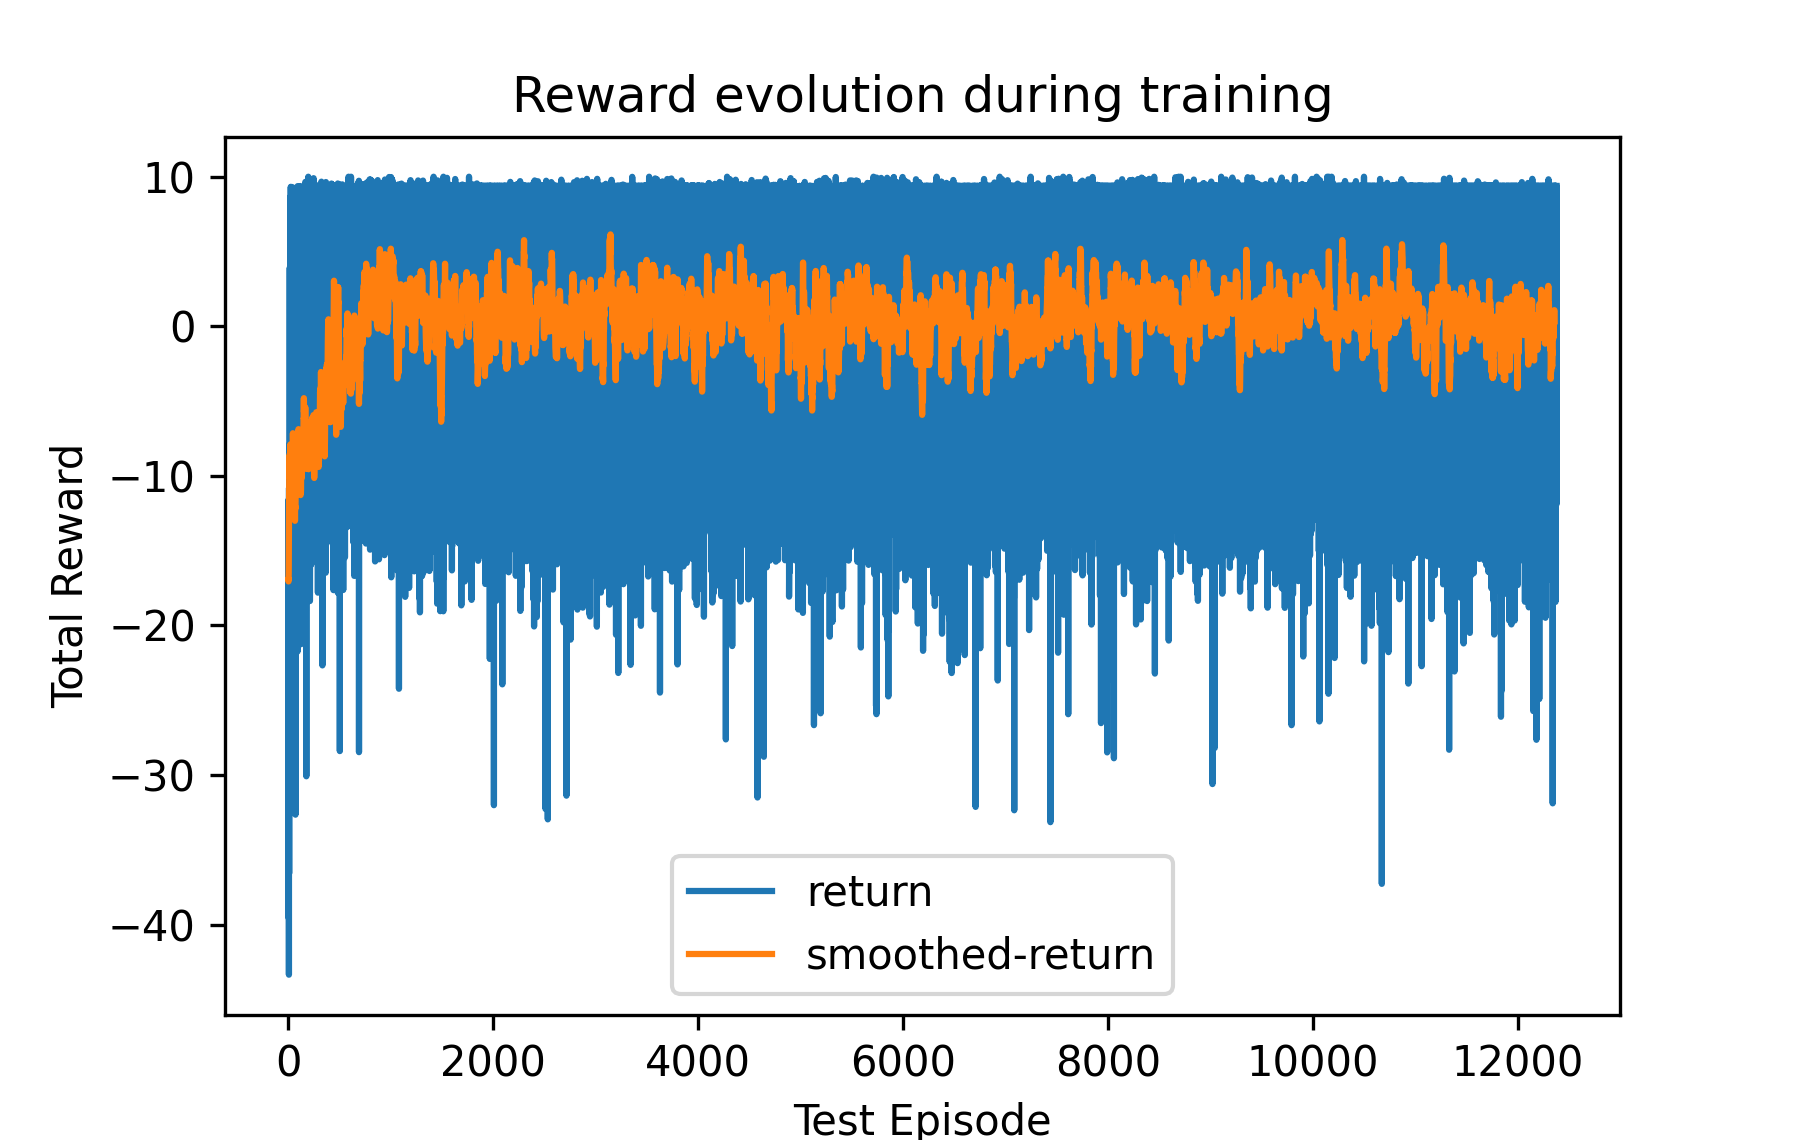 Reward evolution during training
10
0
−10
−20
−30
−40
Total Reward
return
smoothed-return
0 2000 4000 6000 8000 10000 12000
Test Episode